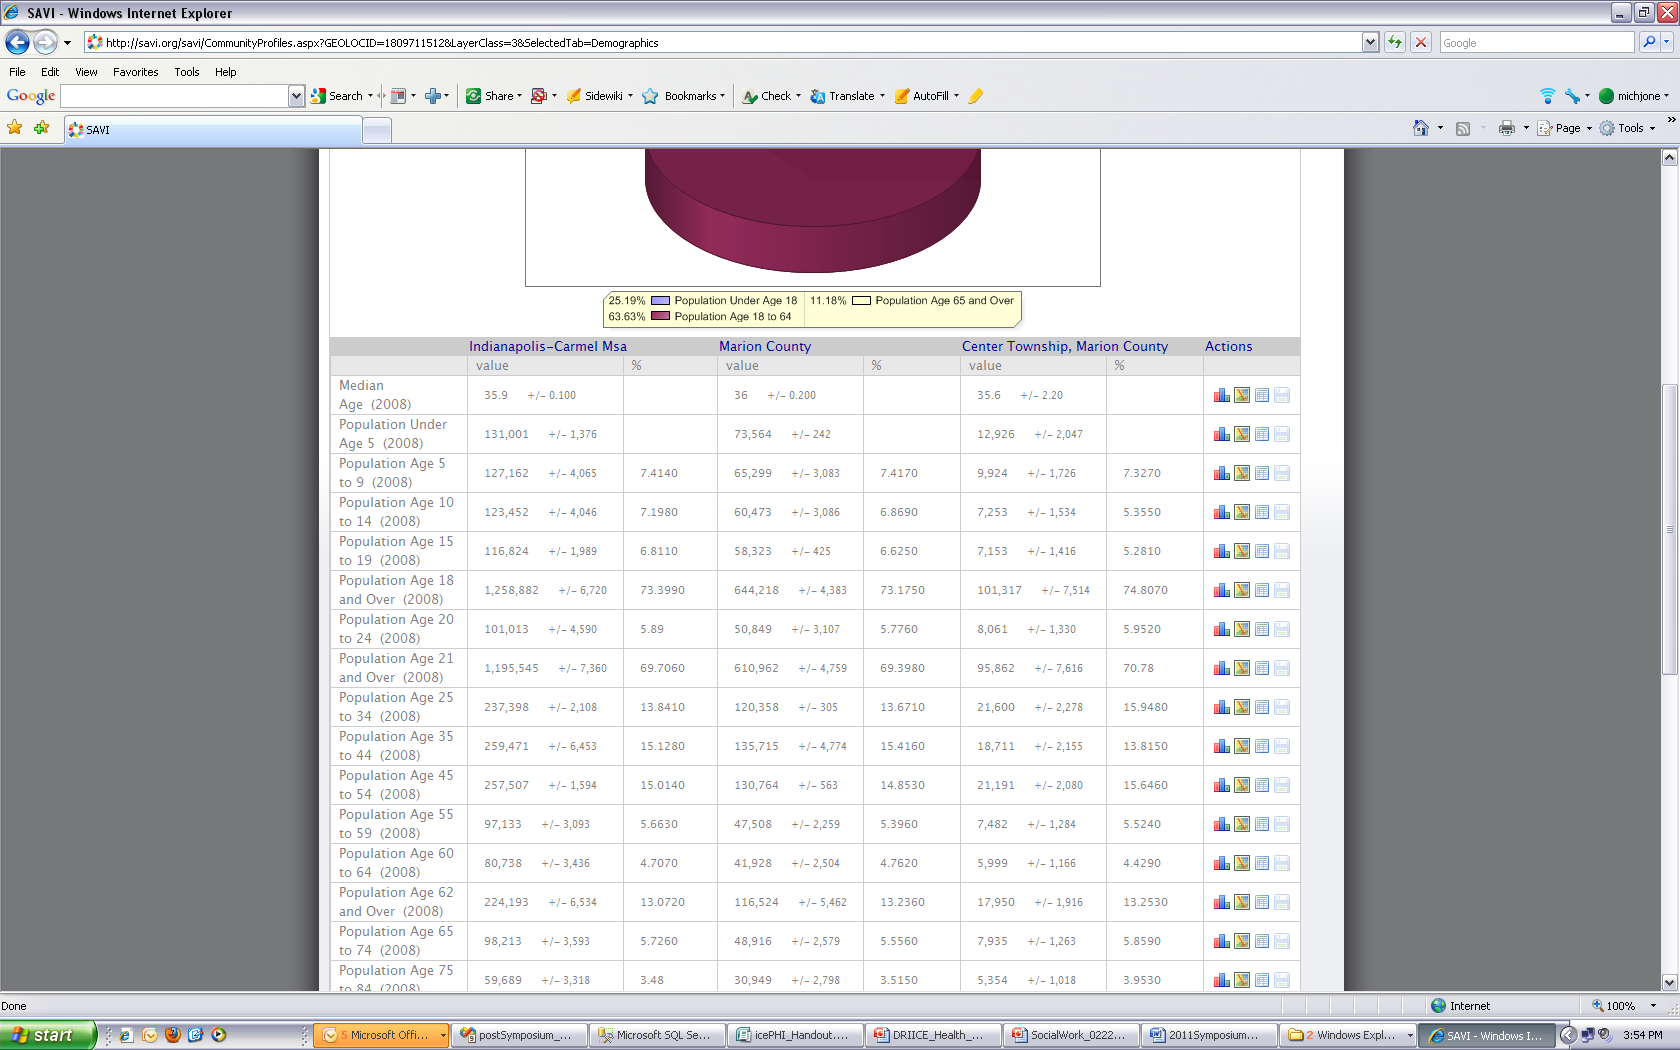 SAVI - Windows Internet Explorer
http://savi.org/savi/CommunityProfiles.aspx?GEOLOCID=1809711512&LayerClass=3&SelectedTab=Demographics
Google
File Edit View Favorites Tools Help
Google Search Share Sidewiki Bookmarks Check Translate AutoFill michjone
SAVI Page Tools »
25.19% Population Under Age 18 11.18% Population Age 65 and Over
63.63% Population Age 18 to 64
Indianapolis-Carmel Msa Marion County Center Township, Marion County Actions
value % value % value %
Median Age (2008) 35.9 +/- 0.100 36 +/- 0.200 35.6 +/- 2.20
Population Under Age 5 (2008) 131,001 +/- 1,376 73,564 +/- 242 12,926 +/- 2,047
Population Age 5 to 9 (2008) 127,162 +/- 4,065 7.4140 65,299 +/- 3,083 7.4170 9,924 +/- 1,726 7.3270
Population Age 10 to 14 (2008) 123,452 +/- 4,046 7.1980 60,473 +/- 3,086 6.8690 7,253 +/- 1,534 5.3550
Population Age 15 to 19 (2008) 116,824 +/- 1,989 6.8110 58,323 +/- 425 6.6250 7,153 +/- 1,416 5.2810
Population Age 18 and Over (2008) 1,258,882 +/- 6,720 73.3990 644,218 +/- 4,383 73.1750 101,317 +/- 7,514 74.8070
Population Age 20 to 24 (2008) 101,013 +/- 4,590 5.89 50,849 +/- 3,107 5.7760 8,061 +/- 1,330 5.9520
Population Age 21 and Over (2008) 1,195,545 +/- 7,360 69.7060 610,962 +/- 4,759 69.3980 95,862 +/- 7,616 70.78
Population Age 25 to 34 (2008) 237,398 +/- 2,108 13.8410 120,358 +/- 305 13.6710 21,600 +/- 2,278 15.9480
Population Age 35 to 44 (2008) 259,471 +/- 6,453 15.1280 135,715 +/- 4,774 15.4160 18,711 +/- 2,155 13.8150
Population Age 45 to 54 (2008) 257,507 +/- 1,594 15.0140 130,764 +/- 563 14.8530 21,191 +/- 2,080 15.6460
Population Age 55 to 59 (2008) 97,133 +/- 3,093 5.6630 47,508 +/- 2,259 5.3960 7,482 +/- 1,284 5.5240
Population Age 60 to 64 (2008) 80,738 +/- 3,436 4.7070 41,928 +/- 2,504 4.7620 5,999 +/- 1,166 4.4290
Population Age 62 and Over (2008) 224,193 +/- 6,534 13.0720 116,524 +/- 5,462 13.2360 17,950 +/- 1,916 13.2530
Population Age 65 to 74 (2008) 98,213 +/- 3,593 5.7260 48,916 +/- 2,579 5.5560 7,935 +/- 1,263 5.8590
Population Age 75 to 84 (2008) 59,689 +/- 3,318 3.48 30,949 +/- 2,798 3.5150 5,354 +/- 1,018 3.9530
Done Internet 100%
start 5 Microsoft Offi... postSymposium_... Microsoft SQL Se... icePHI_Handout... DRIICE_Health_... SocialWork_0222... 2011Symposium... 2 Windows Expl... SAVI - Windows I... 3:54 PM